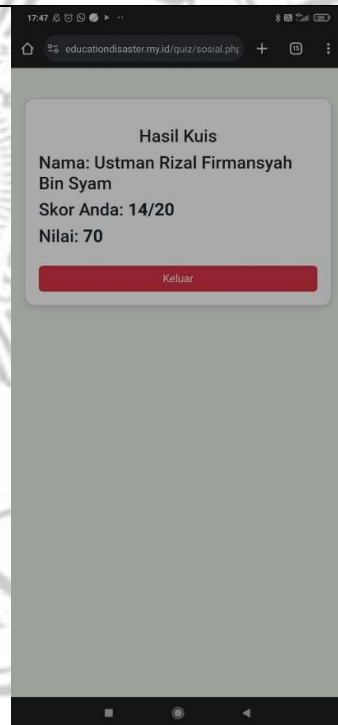 17:47
educationdisaster.my.id/quiz/sosial.php
15
Hasil Kuis
Nama: Ustman Rizal Firmansyah
Bin Syam
Skor Anda: 14/20
Nilai: 70
Keluar